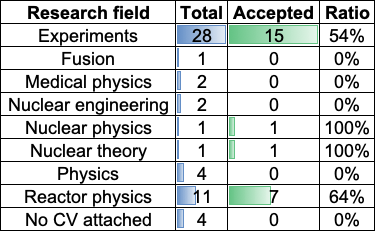 Research field Total Accepted Ratio
Experiments 28 15 54%
Fusion 1 0 0%
Medical physics 2 0 0%
Nuclear engineering 2 0 0%
Nuclear physics 1 1 100%
Nuclear theory 1 1 100%
Physics 4 0 0%
Reactor physics 11 7 64%
No CV attached 4 0 0%